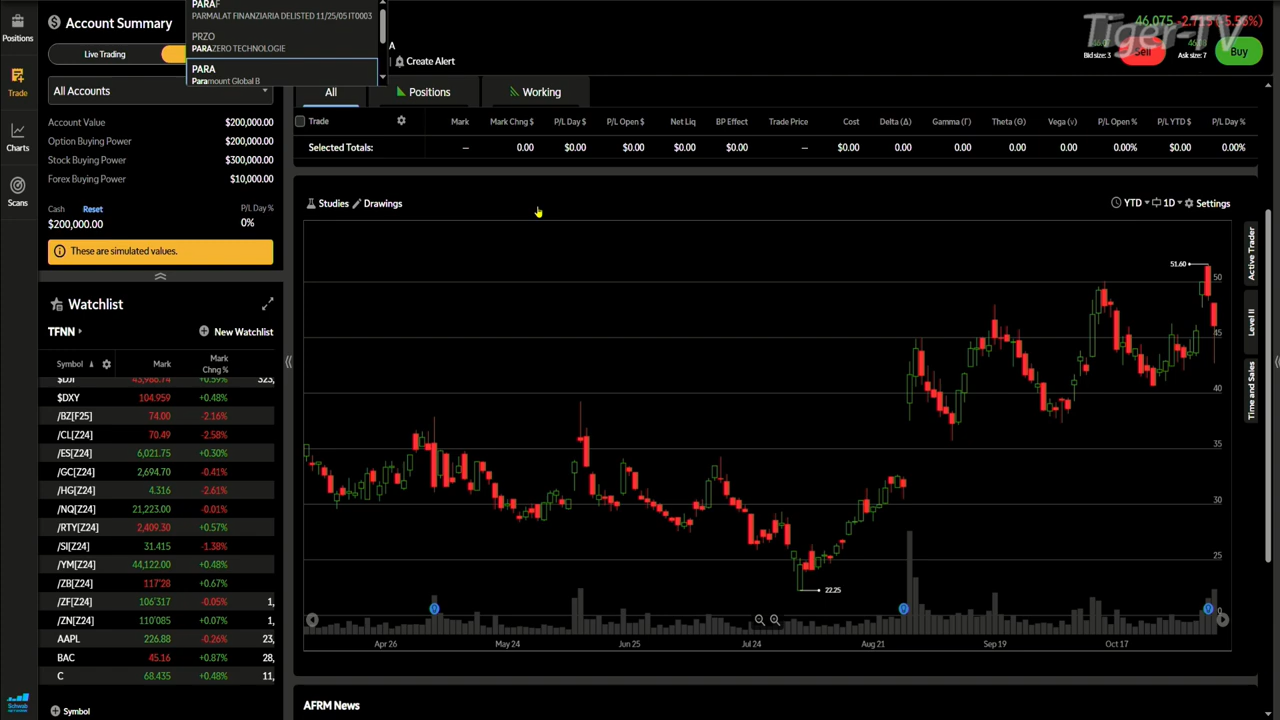 Account Summary
Live Trading
All Accounts
Account Value $200,000.00
Option Buying Power $200,000.00
Stock Buying Power $300,000.00
Forex Buying Power $10,000.00
Cash Reset P/L Day %
$200,000.00 0%
These are simulated values.
Positions
Trade
Charts
Scans
PARAF
PARMALAT FINANZIARIA DELISTED 11/25/05 IT0003
PRZO
PARAZERO TECHNOLOGIE
PARA
Paramount Global B
A
Create Alert
46.075 -2.715(-5.56%)
Tiger-TV
Bid size: 3 Sell Ask size: 7 Buy
All Positions Working
Trade Mark Mark Chng $ P/L Day $ P/L Open $ Net Liq BP Effect Trade Price Cost Delta (Δ) Gamma (Γ) Theta (Θ) Vega (ν) P/L Open % P/L YTD $ P/L Day %
Selected Totals: — 0.00 $0.00 $0.00 $0.00 $0.00 — $0.00 0.00 0.00 0.00 0.00 0.00% $0.00 0.00%
Watchlist
TFNN New Watchlist
Symbol Mark Mark Chng %
$DJI 43,988.74 +0.59% 323,
$DXY 104.959 +0.48%
/BZ[F25] 74.00 -2.16%
/CL[Z24] 70.49 -2.58%
/ES[Z24] 6,021.75 +0.30%
/GC[Z24] 2,694.70 -0.41%
/HG[Z24] 4.316 -2.61%
/NQ[Z24] 21,223.00 -0.01%
/RTY[Z24] 2,409.30 +0.57%
/SI[Z24] 31.415 -1.38%
/YM[Z24] 44,122.00 +0.48%
/ZB[Z24] 117'28 +0.67%
/ZF[Z24] 106'317 -0.05% 1,
/ZN[Z24] 110'085 +0.07% 1,
AAPL 226.88 -0.26% 23,
BAC 45.16 +0.87% 28,
C 68.435 +0.48% 11,
Symbol
Schwab
NETWORK
Studies Drawings YTD 1D Settings
51.60
50
45
40
35
30
25
22.25
Apr 26 May 24 Jun 25 Jul 24 Aug 21 Sep 19 Oct 17
Active Trader
Level II
Time and Sales
AFRM News